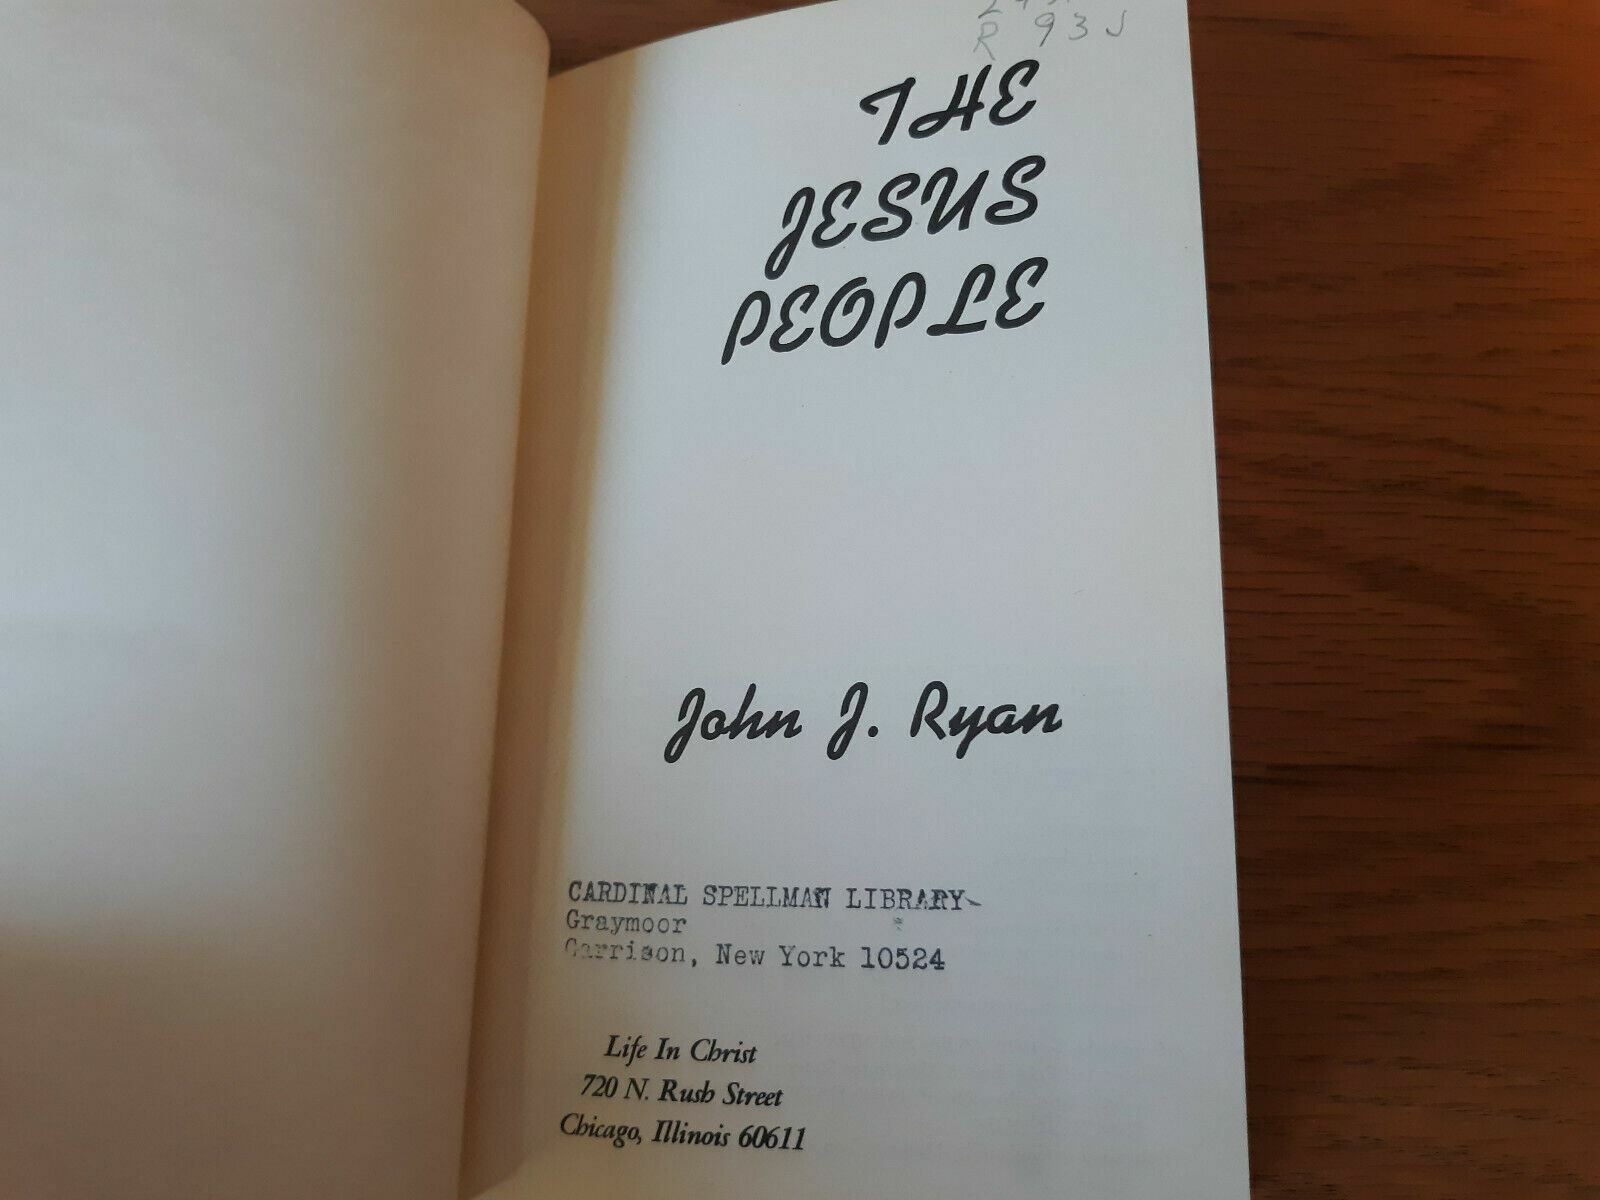 R 93J
THE
JESUS
PEOPLE
John J. Ryan
CARDINAL SPELLMAN LIBRARY
Graymoor
Garrison, New York 10524
Life In Christ
720 N. Rush Street
Chicago, Illinois 60611